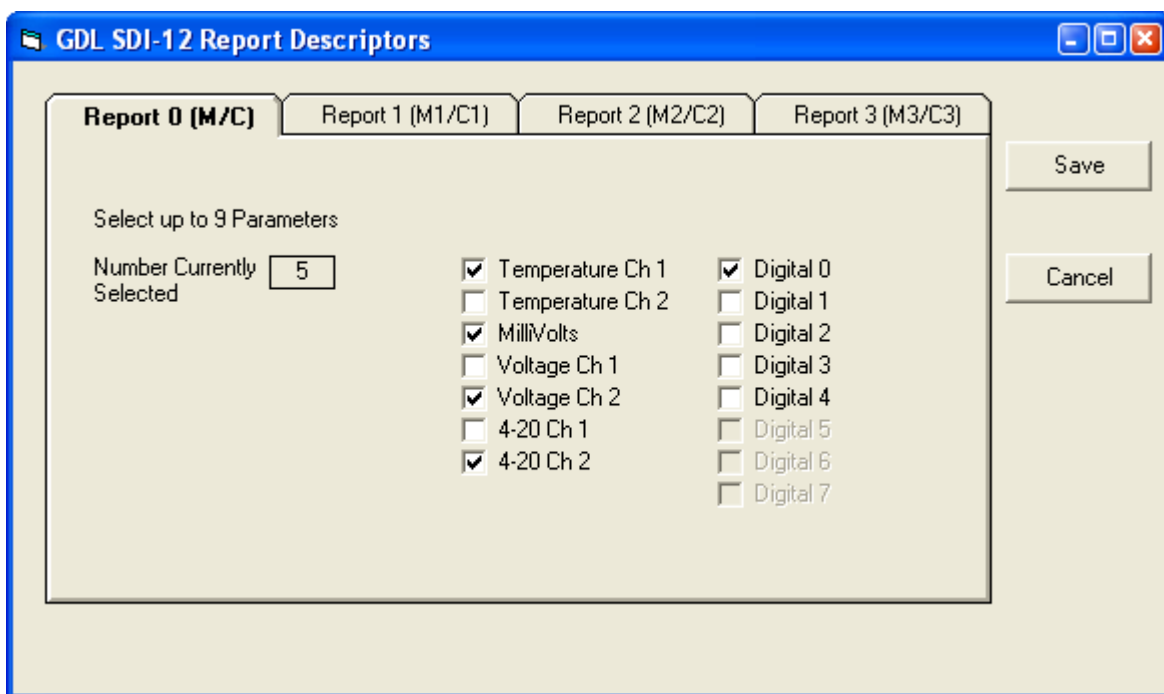 GDL SDI-12 Report Descriptors
Report 0 (M/C)
Report 1 (M1/C1)
Report 2 (M2/C2)
Report 3 (M3/C3)
Save
Cancel
Select up to 9 Parameters
Number Currently
Selected
5
Temperature Ch 1
Temperature Ch 2
MilliVolts
Voltage Ch 1
Voltage Ch 2
4-20 Ch 1
4-20 Ch 2
Digital 0
Digital 1
Digital 2
Digital 3
Digital 4
Digital 5
Digital 6
Digital 7